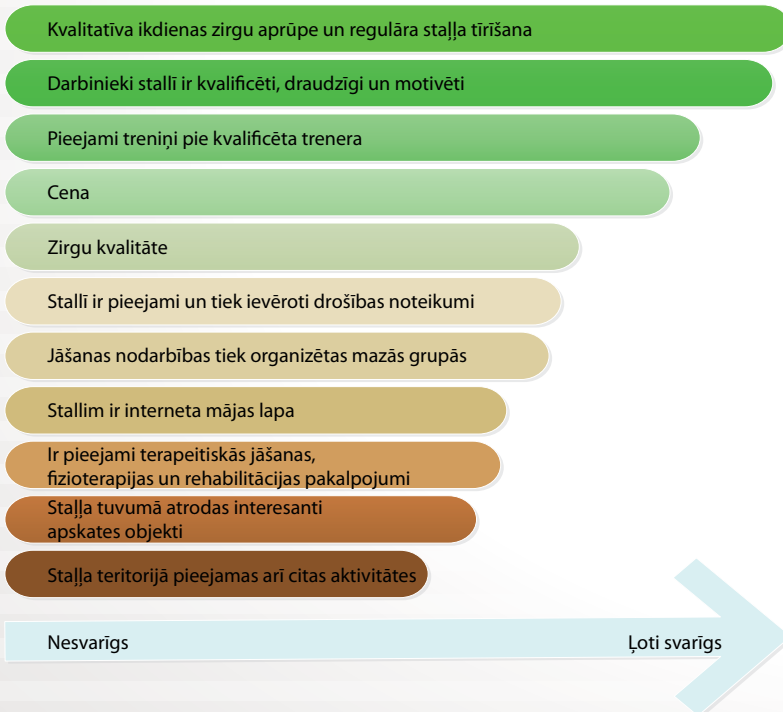 Kvalitatīva ikdienas zirgu aprūpe un regulāra staļļa tīrīšana
Darbinieki stallī ir kvalificēti, draudzīgi un motivēti
Pieejami treniņi pie kvalificēta trenera
Cena
Zirgu kvalitāte
Stallī ir pieejami un tiek ievēroti drošības noteikumi
Jāšanas nodarbības tiek organizētas mazās grupās
Stallim ir interneta mājas lapa
Ir pieejami terapeitiskās jāšanas,
fizioterapijas un rehabilitācijas pakalpojumi
Staļļa tuvumā atrodas interesanti
apskates objekti
Staļļa teritorijā pieejamas arī citas aktivitātes
Nesvarīgs
Ļoti svarīgs